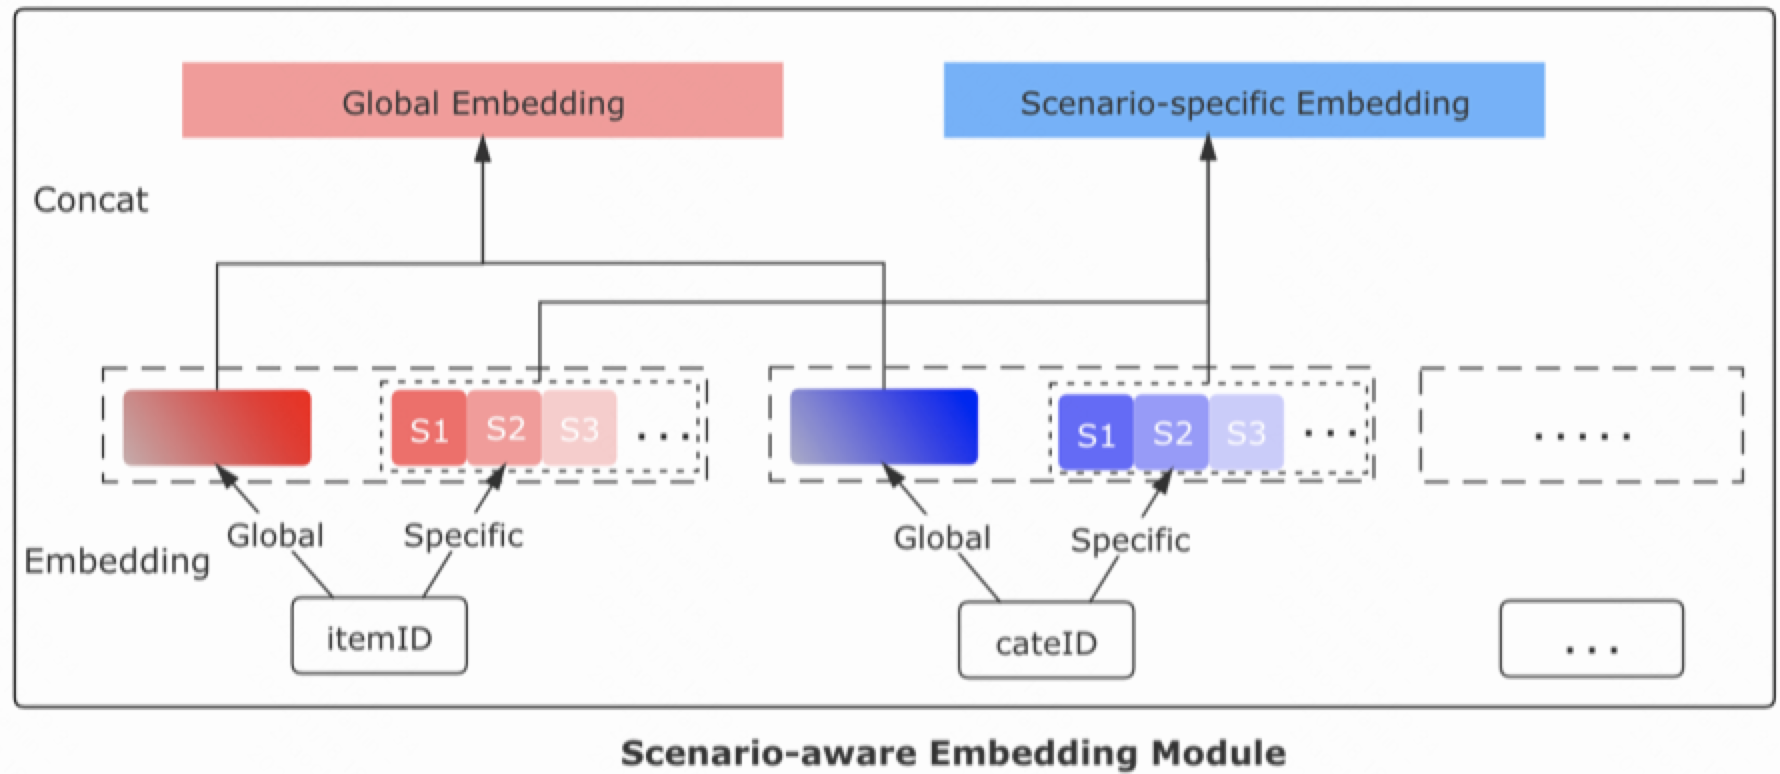 Global Embedding
Scenario-specific Embedding
Concat
S1 S2 S3 ...
S1 S2 S3 ...
.....
Global
Specific
Global
Specific
Embedding
itemID
cateID
...
Scenario-aware Embedding Module